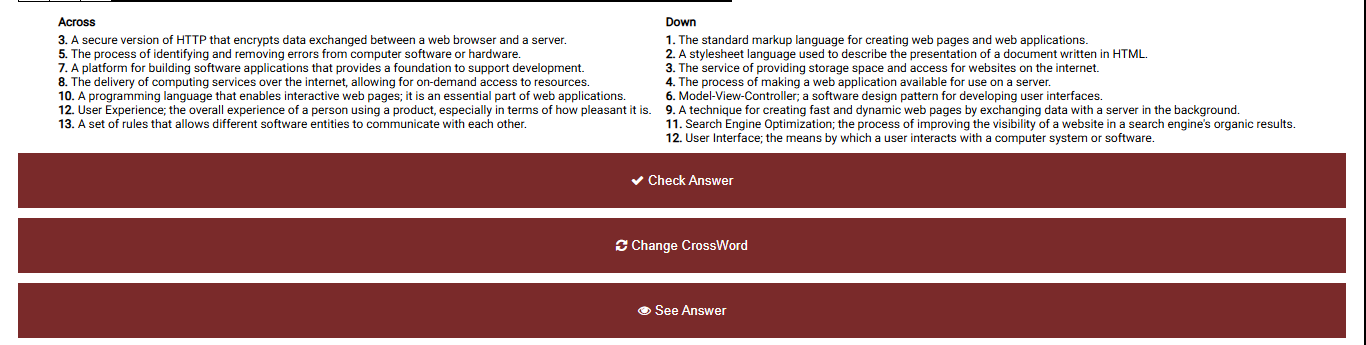 Across
3. A secure version of HTTP that encrypts data exchanged between a web browser and a server.
5. The process of identifying and removing errors from computer software or hardware.
7. A platform for building software applications that provides a foundation to support development.
8. The delivery of computing services over the internet, allowing for on-demand access to resources.
10. A programming language that enables interactive web pages; it is an essential part of web applications.
12. User Experience; the overall experience of a person using a product, especially in terms of how pleasant it is.
13. A set of rules that allows different software entities to communicate with each other.
Down
1. The standard markup language for creating web pages and web applications.
2. A stylesheet language used to describe the presentation of a document written in HTML.
3. The service of providing storage space and access for websites on the internet.
4. The process of making a web application available for use on a server.
6. Model-View-Controller; a software design pattern for developing user interfaces.
9. A technique for creating fast and dynamic web pages by exchanging data with a server in the background.
11. Search Engine Optimization; the process of improving the visibility of a website in a search engine's organic results.
12. User Interface; the means by which a user interacts with a computer system or software.
Check Answer
Change CrossWord
See Answer